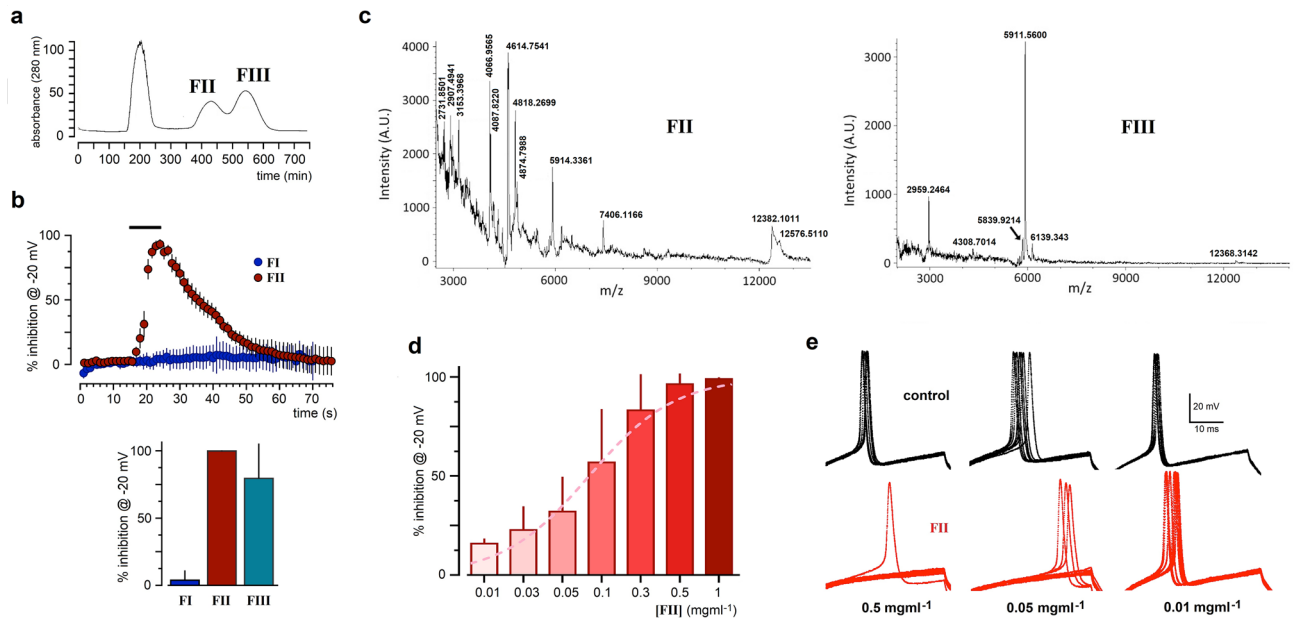 a
absorbance (280 nm)
100
50
0
FII
FIII
0 100 200 300 400 500 600 700
time (min)
b
% inhibition @ -20 mV
100
50
0
FI
FII
0 10 20 30 40 50 60 70
time (s)
% inhibition @ -20 mV
100
50
0
FI FII FIII
c
Intensity (A.U.)
4000
3000
2000
1000
0
2731.8501
2907.4941
3153.3968
4066.9565
4087.8220
4614.7541
4818.2699
4874.7988
5914.3361
7406.1166
12382.1011
12576.5110
FII
3000 6000 9000 12000
m/z
Intensity (A.U.)
3000
2000
1000
0
5911.5600
2959.2464
5839.9214
4308.7014
6139.343
12368.3142
FIII
3000 6000 9000 12000
m/z
d
% inhibition @ -20 mV
100
50
0
0.01 0.03 0.05 0.1 0.3 0.5 1
[FII] (mgml-1)
e
control
20 mV
10 ms
FII
0.5 mgml-1 0.05 mgml-1 0.01 mgml-1